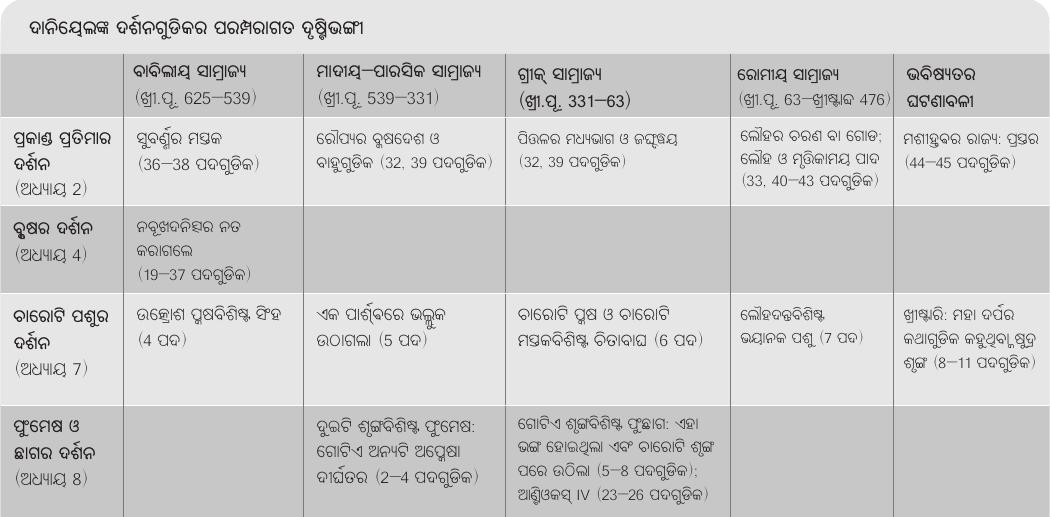 ଦାନିୟେଲଙ୍କ ଦର୍ଶନଗୁଡିକର ପରମ୍ପରାଗତ ଦୃଷ୍ଟିଭଙ୍ଗୀ
ବାବିଲୀୟ ସାମ୍ରାଜ୍ୟ
(ଖ୍ରୀ.ପୂ. 625–539)
ମାଦୀୟ–ପାରସିକ ସାମ୍ରାଜ୍ୟ
(ଖ୍ରୀ.ପୂ. 539–331)
ଗ୍ରୀକ୍ ସାମ୍ରାଜ୍ୟ
(ଖ୍ରୀ.ପୂ. 331–63)
ରୋମୀୟ ସାମ୍ରାଜ୍ୟ
(ଖ୍ରୀ.ପୂ. 63–ଖ୍ରୀଷ୍ଟାବ୍ଦ 476)
ଭବିଷ୍ୟତର
ଘଟଣାବଳୀ
ପ୍ରକାଣ୍ଡ ପ୍ରତିମାର
ଦର୍ଶନ
(ଅଧ୍ୟାୟ 2)
ସୁବର୍ଣ୍ଣର ମସ୍ତକ
(36–38 ପଦଗୁଡିକ)
ରୌପ୍ୟର ବୃଷଦେଶ ଓ
ବାହୁଗୁଡିକ (32, 39 ପଦଗୁଡିକ)
ପିତ୍ତଳର ମଧ୍ୟଭାଗ ଓ ଜଙ୍ଘଦ୍ୱୟ
(32, 39 ପଦଗୁଡିକ)
ଲୌହର ଚରଣ ବା ଗୋଡ;
ଲୌହ ଓ ମୃତ୍ତିକାମୟ ପାଦ
(33, 40–43 ପଦଗୁଡିକ)
ମଶୀହତ୍ଵର ରାଜ୍ୟ: ପ୍ରସ୍ତର
(44–45 ପଦଗୁଡିକ)
ବୃକ୍ଷର ଦର୍ଶନ
(ଅଧ୍ୟାୟ 4)
ନବୂଖଦନିତ୍ସର ନତ
କରାଗଲେ
(19–37 ପଦଗୁଡିକ)
ଚାରୋଟି ପଶୁର
ଦର୍ଶନ
(ଅଧ୍ୟାୟ 7)
ଉତ୍କ୍ରୋଶ ପକ୍ଷବିଶିଷ୍ଟ ସିଂହ
(4 ପଦ)
ଏକ ପାର୍ଶ୍ଵରେ ଭଲ୍ଲୁକ
ଉଠାଗଲା (5 ପଦ)
ଚାରୋଟି ପକ୍ଷ ଓ ଚାରୋଟି
ମସ୍ତକବିଶିଷ୍ଟ ଚିତାବାଘ (6 ପଦ)
ଲୌହଦନ୍ତବିଶିଷ୍ଟ
ଭୟାନକ ପଶୁ (7 ପଦ)
ଖ୍ରୀଷ୍ଟାରି: ମହା ଦର୍ପର
କଥାଗୁଡିକ କହୁଥିବା କ୍ଷୁଦ୍ର
ଶୃଙ୍ଗ (8–11 ପଦଗୁଡିକ)
ପୁଂମେଷ ଓ
ଛାଗର ଦର୍ଶନ
(ଅଧ୍ୟାୟ 8)
ଦୁଇଟି ଶୃଙ୍ଗବିଶିଷ୍ଟ ପୁଂମେଷ:
ଗୋଟିଏ ଅନ୍ୟଟି ଅପେକ୍ଷା
ଦୀର୍ଘତର (2–4 ପଦଗୁଡିକ)
ଗୋଟିଏ ଶୃଙ୍ଗବିଶିଷ୍ଟ ପୁଂଛାଗ: ଏହା
ଭଙ୍ଗ ହୋଇଥିଲା ଏବଂ ଚାରୋଟି ଶୃଙ୍ଗ
ପରେ ଉଠିଲା (5–8 ପଦଗୁଡିକ);
ଆଣ୍ଟିଓକସ୍ IV (23–26 ପଦଗୁଡିକ)